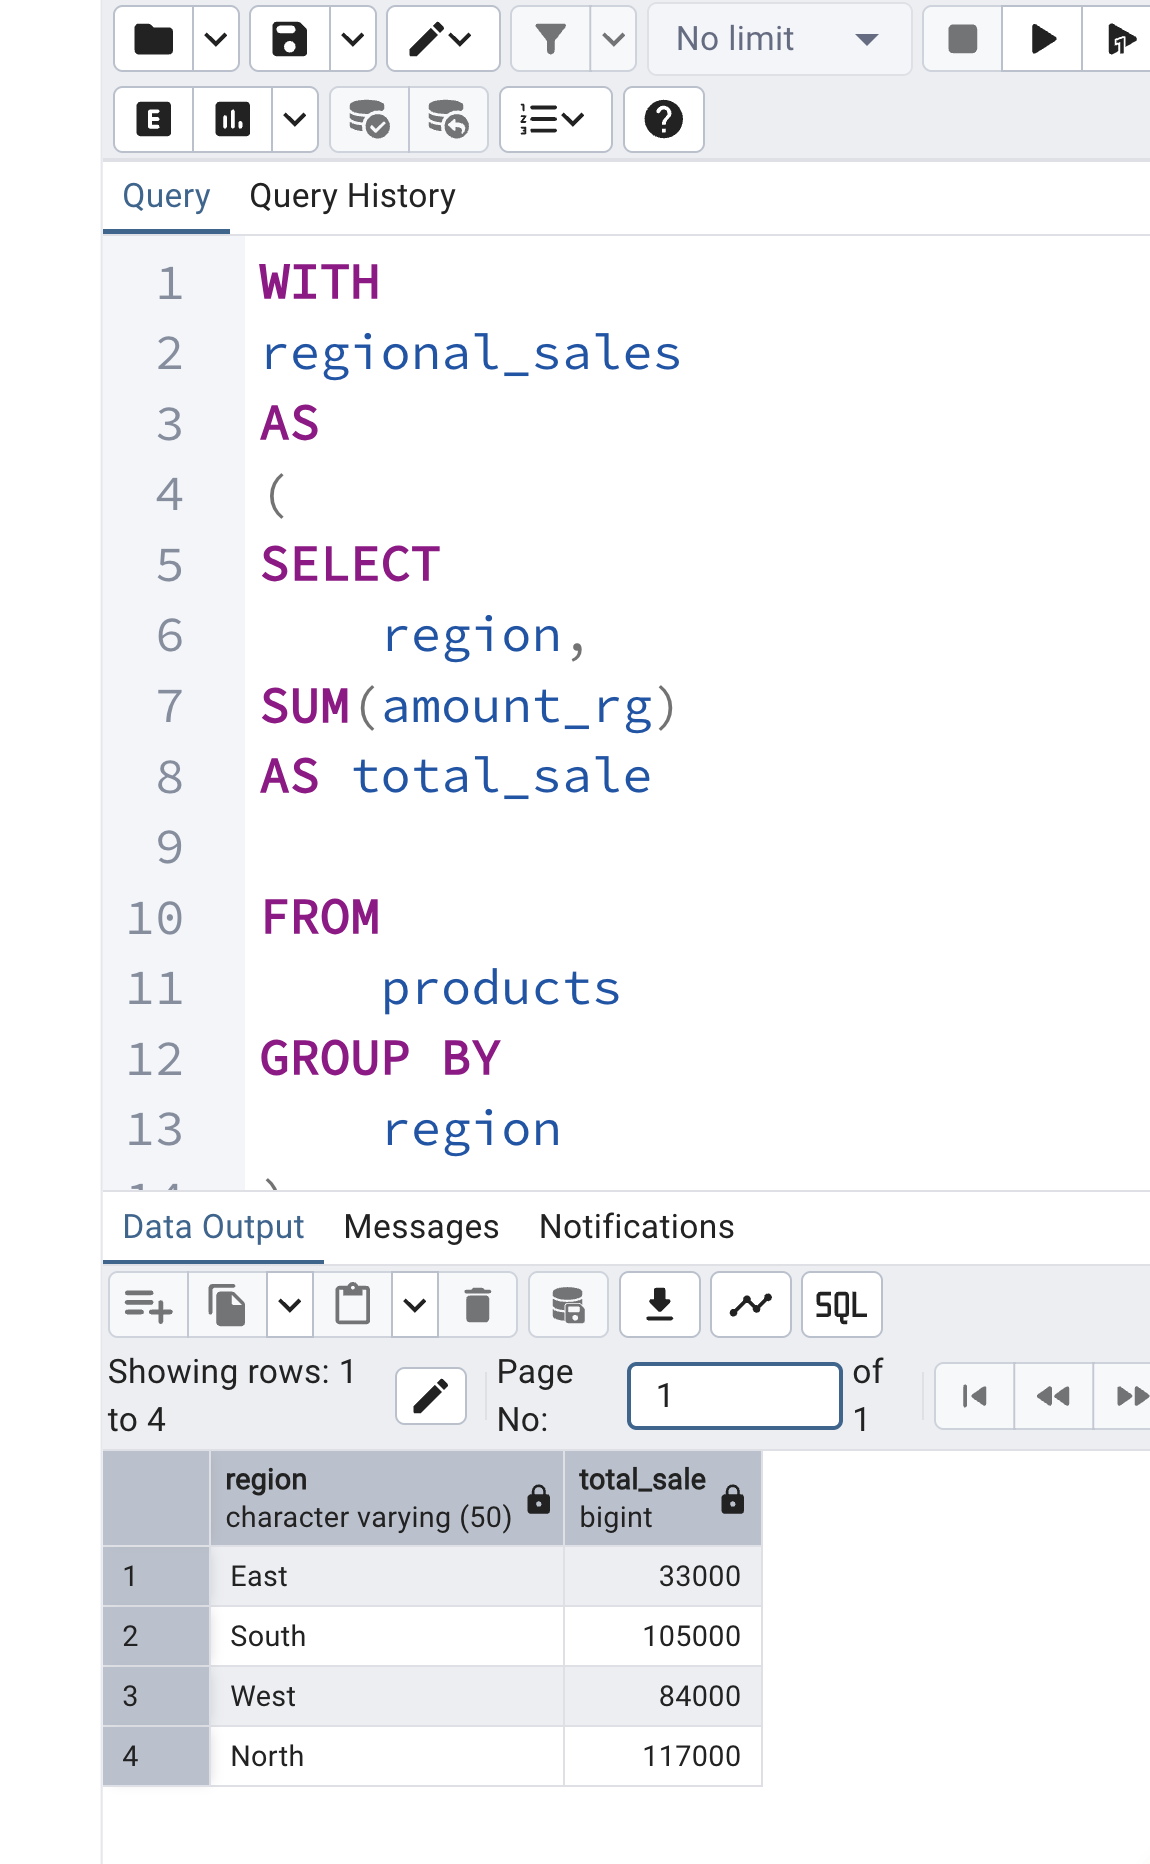 No limit
E
Query Query History
1 WITH
2 regional_sales
3 AS
4 (
5 SELECT
6 region,
7 SUM(amount_rg)
8 AS total_sale
9
10 FROM
11 products
12 GROUP BY
13 region
14 )
Data Output Messages Notifications
SQL
Showing rows: 1 to 4
Page No: 1 of 1
region total_sale
character varying (50) bigint
1 East 33000
2 South 105000
3 West 84000
4 North 117000